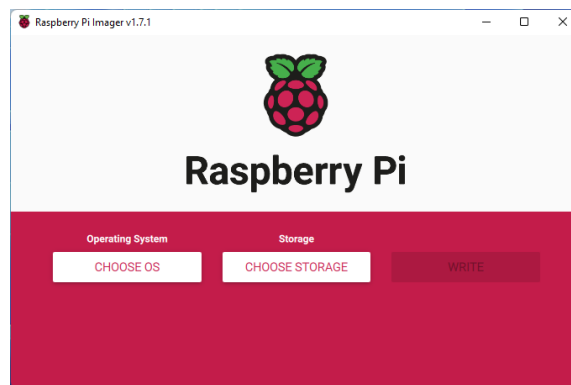 Raspberry Pi Imager v1.7.1
Raspberry Pi
Operating System
Storage
CHOOSE OS
CHOOSE STORAGE
WRITE